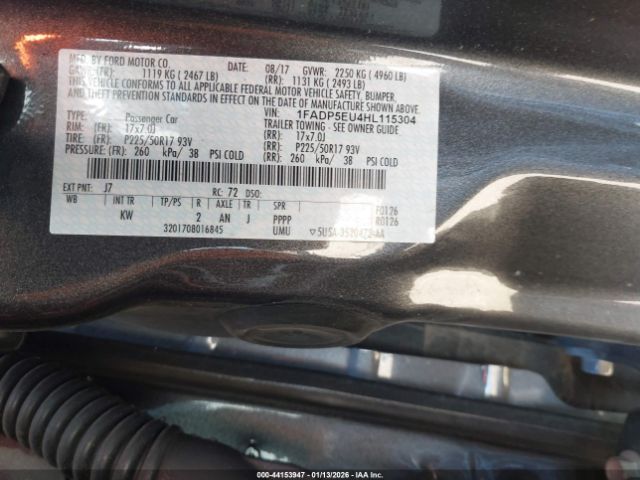 MFD. BY FORD MOTOR CO.
DATE: 08/17 GVWR: 2250 KG ( 4960 LB)
(FR): 1119 KG ( 2467 LB) (RR): 1131 KG ( 2493 LB)
THIS VEHICLE CONFORMS TO ALL APPLICABLE FEDERAL MOTOR VEHICLE SAFETY, BUMPER,
AND THEFT PREVENTION STANDARDS IN EFFECT ON THE DATE OF MANUFACTURE SHOWN ABOVE.
VIN: 1FADP5EU4HL115304
TYPE: Passenger Car TRAILER TOWING - SEE OWNER GUIDE
RIM: (FR) 17x7.0J (RR) 17x7.0J
TIRE: P225/50R17 93V P225/50R17 93V
PRESSURE: (FR) 260 kPa/ 38 PSI COLD (RR) 260 kPa/ 38 PSI COLD
EXT PNT: J7 RC: 72 DSO:
WB INT TR TP/PS R AXLE TR SPR F0126
KW 2 AN J PPPP R0126
3201708016845 UMU
00-44153947 | 01/13/2026 | © IAA Holdings, LLC